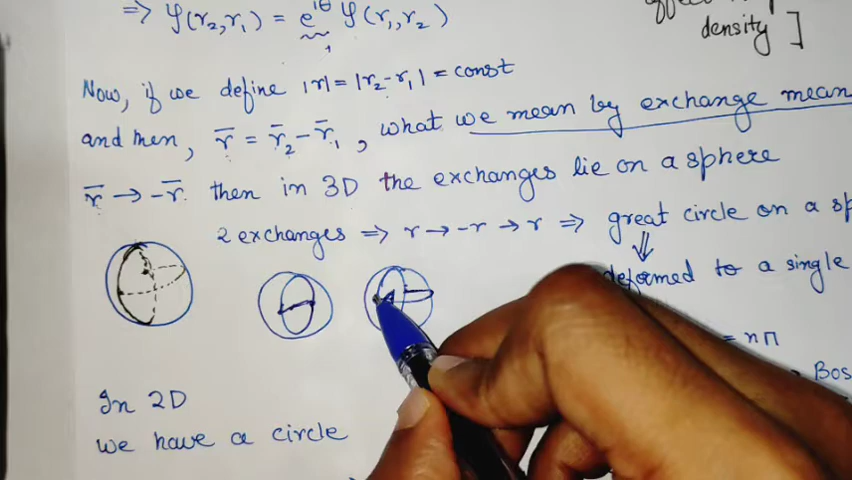 => φ(r₂,r₁) = e^{iθ} φ(r₁,r₂)
1
density]
Now, if we define |r| = |r₂-r₁| = const
and then, r̄ = r̄₂ - r̄₁, what we mean by exchange mean
r̄ → -r̄ then in 3D the exchanges lie on a sphere
2 exchanges => r → -r → r => great circle on a
deformed to a single
= nπ
In 2D
we have a circle